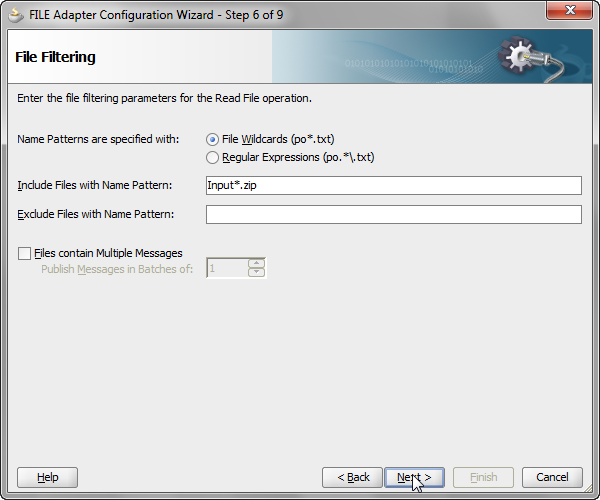 FILE Adapter Configuration Wizard - Step 6 of 9
File Filtering
Enter the file filtering parameters for the Read File operation.
Name Patterns are specified with:
File Wildcards (po*.txt)
Regular Expressions (po.*\.txt)
Include Files with Name Pattern:
Input*.zip
Exclude Files with Name Pattern:
Files contain Multiple Messages
Publish Messages in Batches of:
1
Help
< Back
Next >
Finish
Cancel